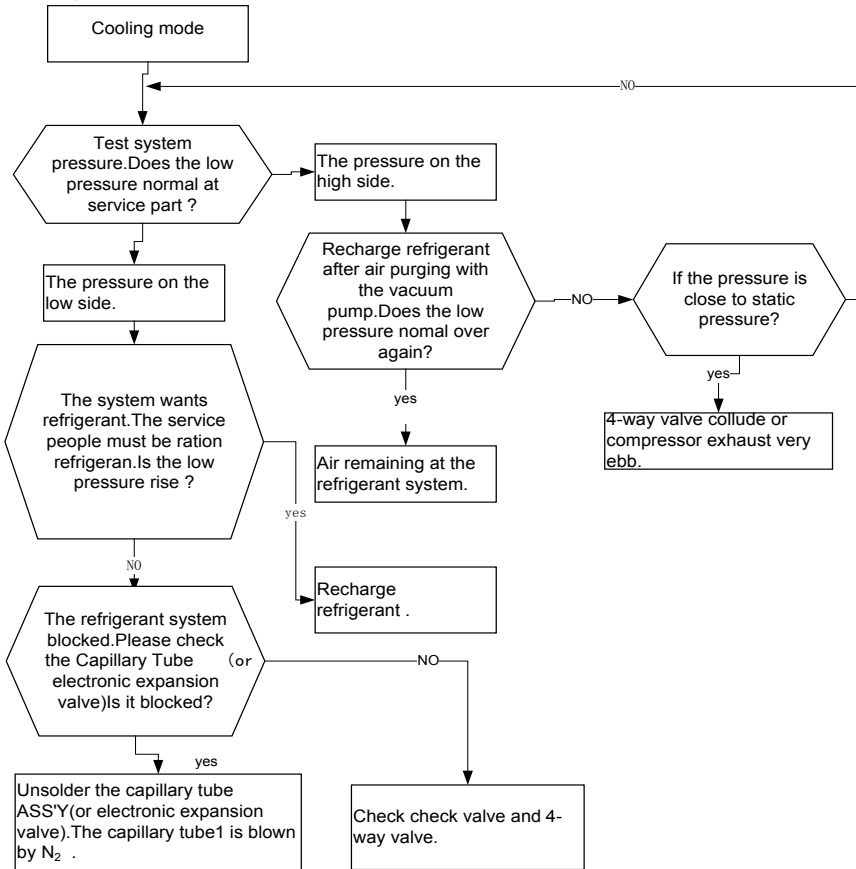 Cooling mode
NO
Test system
pressure.Does the low
pressure normal at
service part ?
The pressure on the
high side.
The pressure on the
low side.
Recharge refrigerant
after air purging with
the vacuum
pump.Does the low
pressure nomal over
again?
NO
If the pressure is
close to static
pressure?
yes
4-way valve collude or
compressor exhaust very
ebb.
yes
Air remaining at the
refrigerant system.
The system wants
refrigerant.The service
people must be ration
refrigeran.Is the low
pressure rise ?
yes
Recharge
refrigerant .
NO
The refrigerant system
blocked.Please check
the Capillary Tube (or
electronic expansion
valve)Is it blocked?
NO
yes
Unsolder the capillary tube
ASS'Y(or electronic expansion
valve).The capillary tube1 is blown
by N₂ .
Check check valve and 4-
way valve.